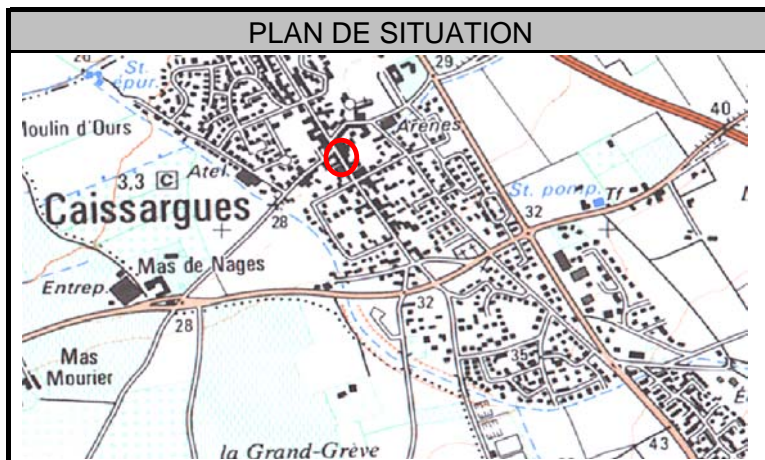 PLAN DE SITUATION
St.
épur.
29
40
Moulin d'Ours
Arènes
3,3 C Atel.
St. pomp. Tf
Caissargues
28
32
Mas de Nages
Entrep.
32
28
35
Mas
Mourier
43
la Grand-Grève